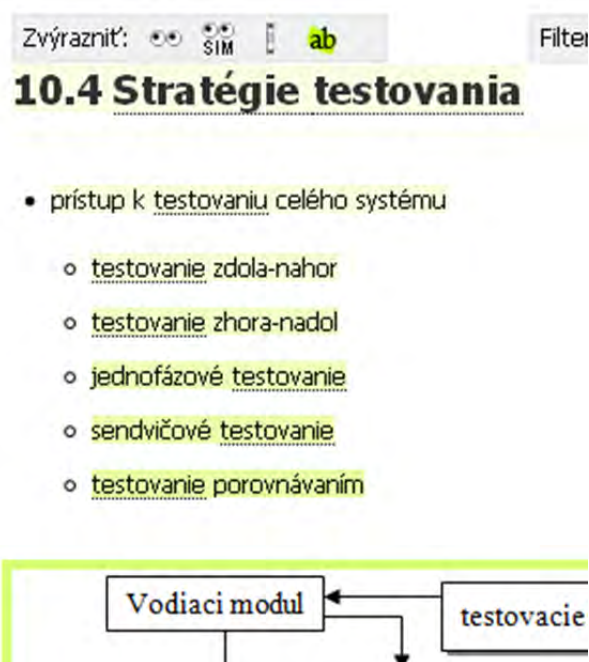 Zvýrazniť: SIM ab Filter
10.4 Stratégie testovania
prístup k testovaniu celého systému
testovanie zdola-nahor
testovanie zhora-nadol
jednofázové testovanie
sendvičové testovanie
testovanie porovnávaním
Vodiaci modul testovacie